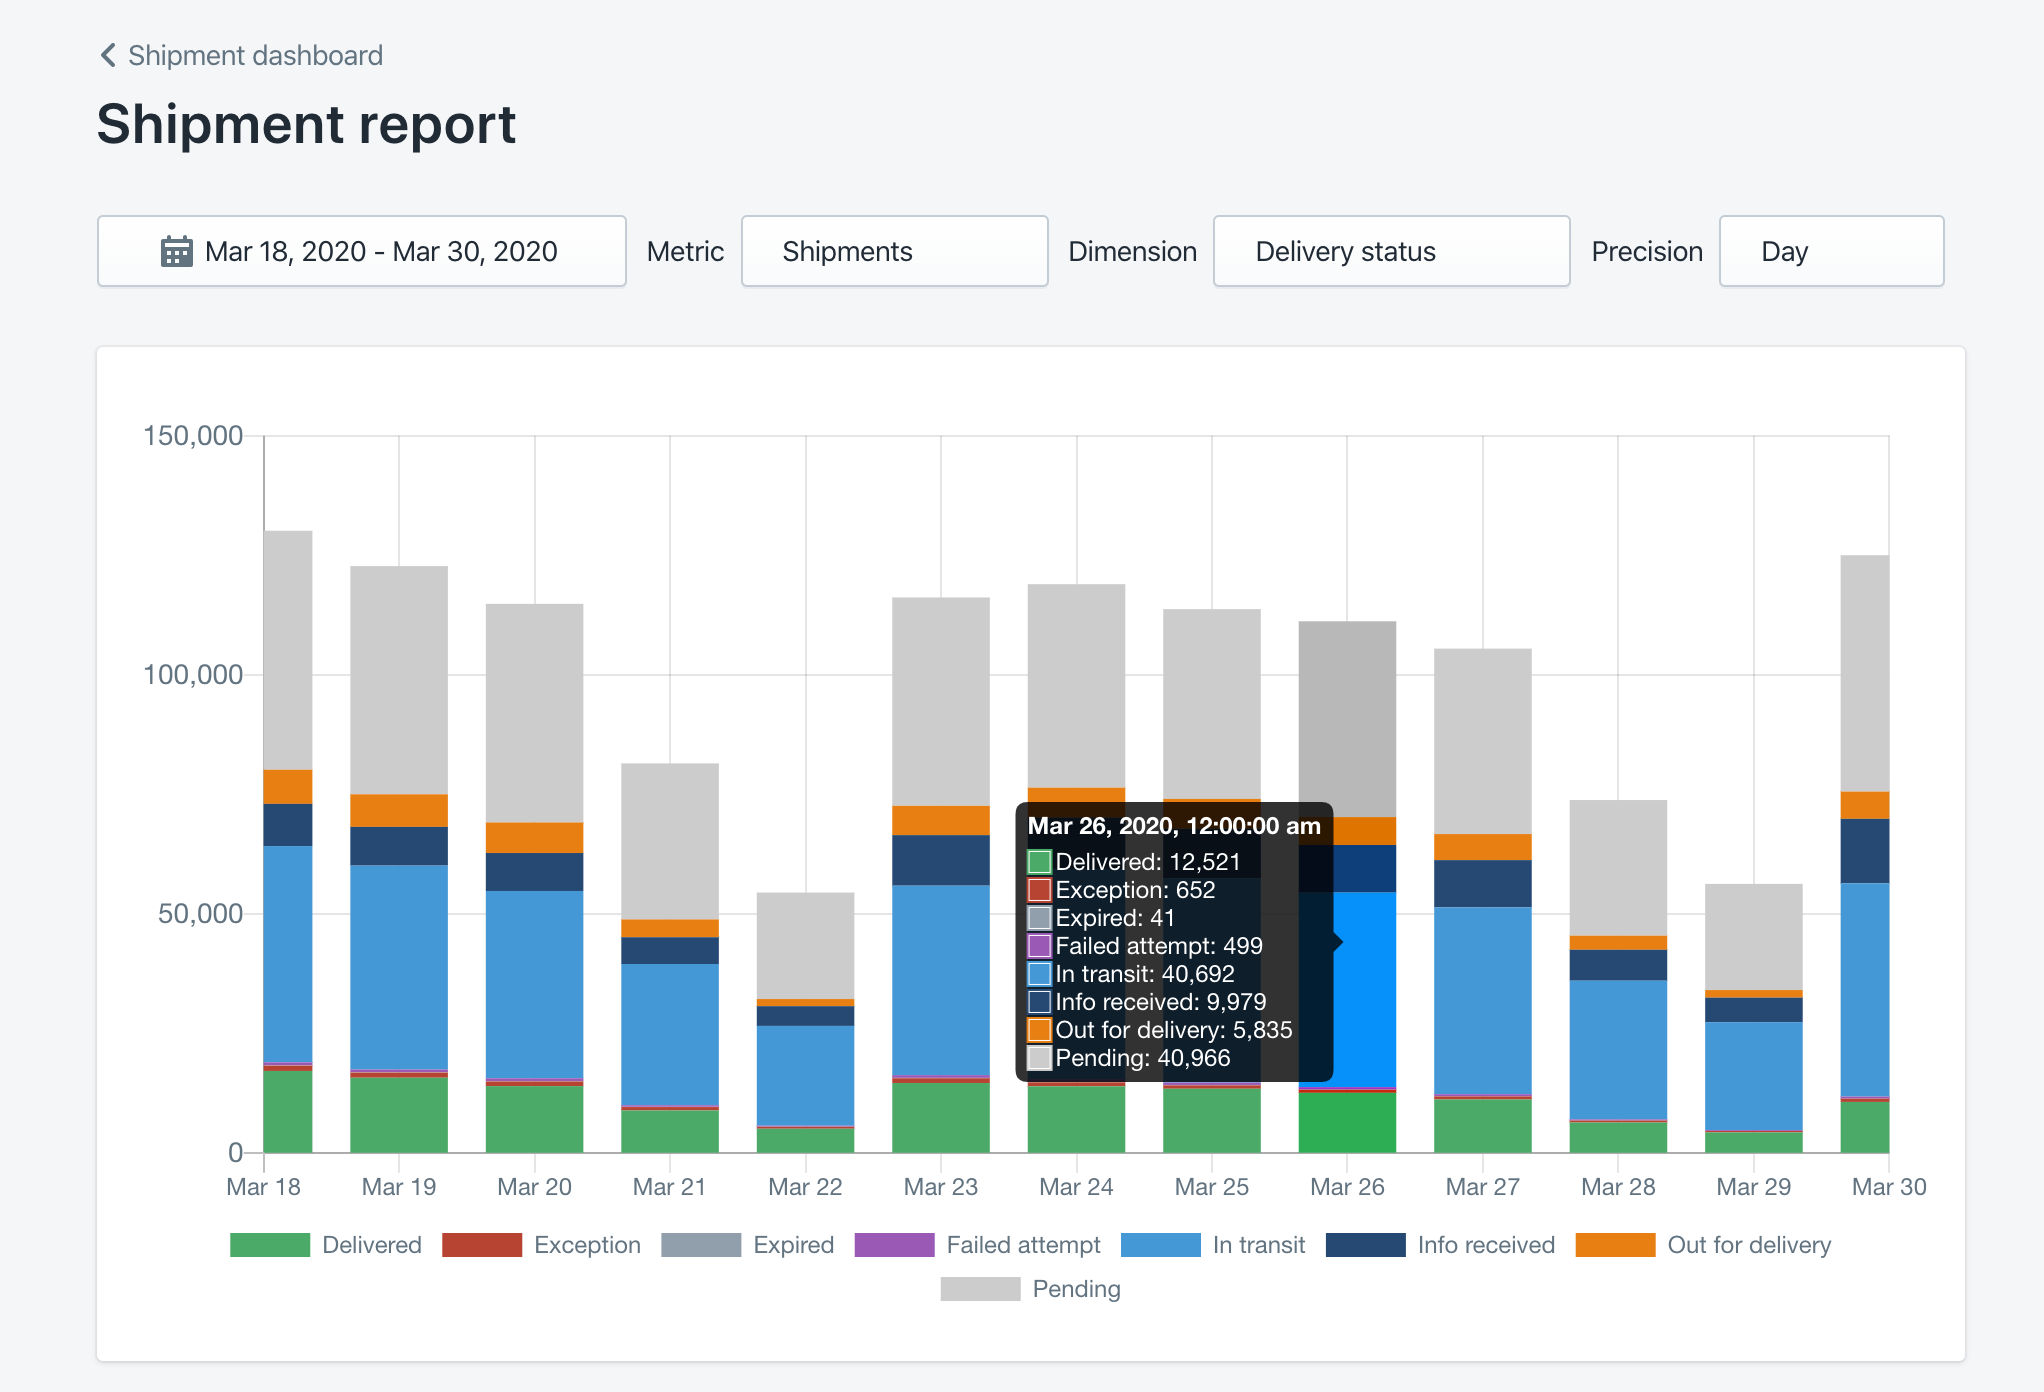 Shipment dashboard
Shipment report
Mar 18, 2020 - Mar 30, 2020 Metric Shipments Dimension Delivery status Precision Day
150,000
100,000
50,000
0
Mar 26, 2020, 12:00:00 am
Delivered: 12,521
Exception: 652
Expired: 41
Failed attempt: 499
In transit: 40,692
Info received: 9,979
Out for delivery: 5,835
Pending: 40,966
Mar 18 Mar 19 Mar 20 Mar 21 Mar 22 Mar 23 Mar 24 Mar 25 Mar 26 Mar 27 Mar 28 Mar 29 Mar 30
Delivered Exception Expired Failed attempt In transit Info received Out for delivery
Pending